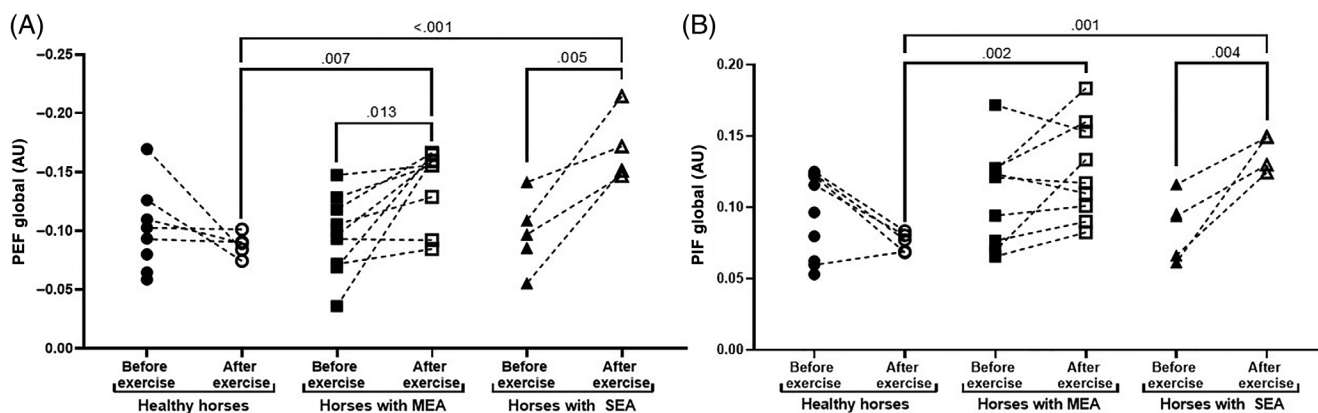 (A)
PEF global (AU)
−0.25
−0.20
−0.15
−0.10
−0.05
0.00
<.001
.007
.005
.013
Before exercise
After exercise
Before exercise
After exercise
Before exercise
After exercise
Healthy horses
Horses with MEA
Horses with SEA
(B)
PIF global (AU)
0.20
0.15
0.10
0.05
0.00
.001
.002
.004
Before exercise
After exercise
Before exercise
After exercise
Before exercise
After exercise
Healthy horses
Horses with MEA
Horses with SEA